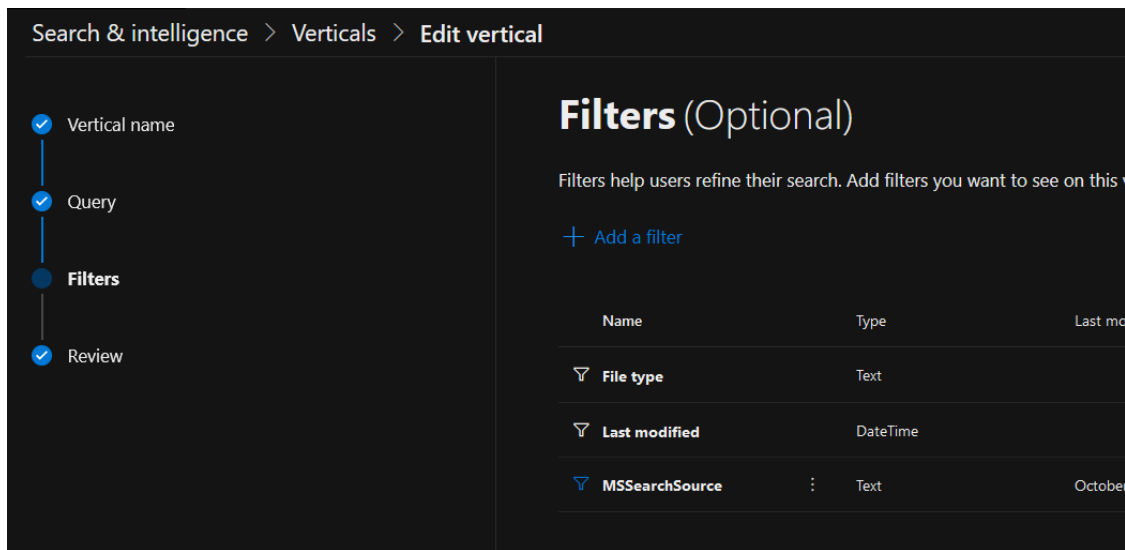 Search & intelligence > Verticals > Edit vertical
Vertical name
Query
Filters
Review
Filters (Optional)
Filters help users refine their search. Add filters you want to see on this
+ Add a filter
Name Type Last mo
File type Text
Last modified DateTime
MSSearchSource Text October